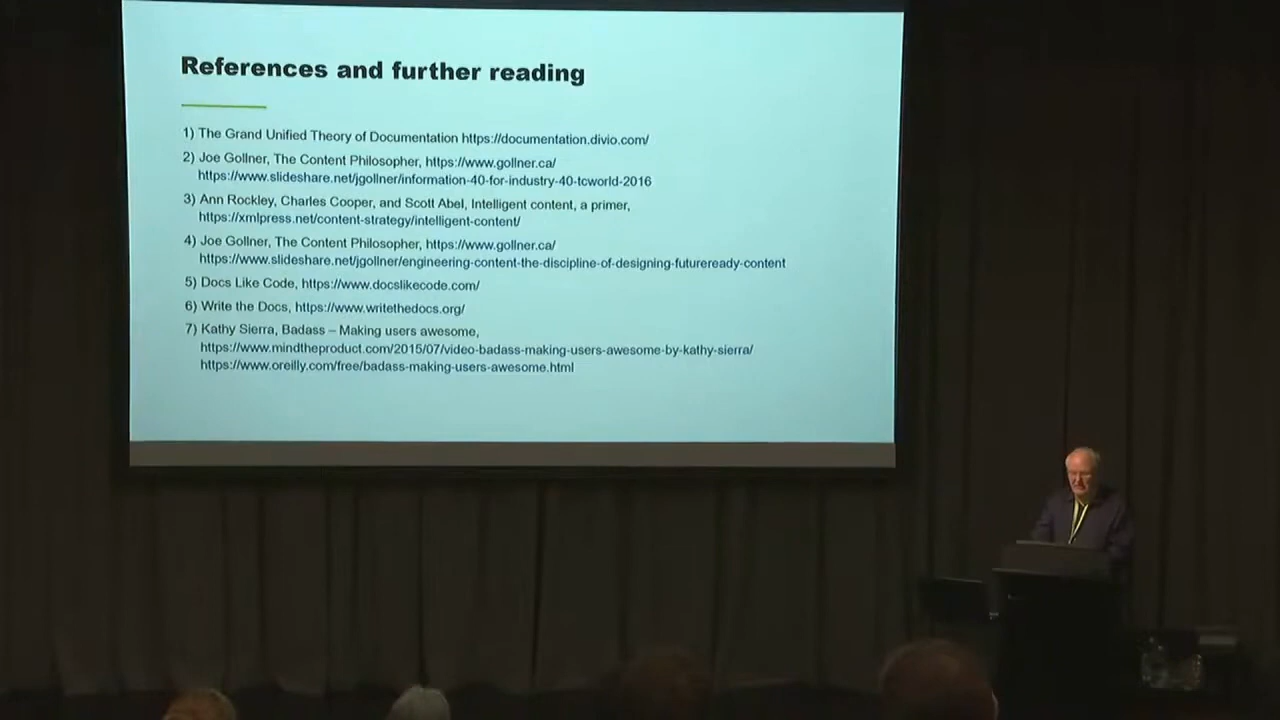 References and further reading
1) The Grand Unified Theory of Documentation https://documentation.divio.com/
2) Joe Gollner, The Content Philosopher, https://www.gollner.ca/
https://www.slideshare.net/jgollner/information-40-for-industry-40-tcworld-2016
3) Ann Rockley, Charles Cooper, and Scott Abel, Intelligent content, a primer,
https://xmlpress.net/content-strategy/intelligent-content/
4) Joe Gollner, The Content Philosopher, https://www.gollner.ca/
https://www.slideshare.net/jgollner/engineering-content-the-discipline-of-designing-futureready-content
5) Docs Like Code, https://www.docslikecode.com/
6) Write the Docs, https://www.writethedocs.org/
7) Kathy Sierra, Badass – Making users awesome,
https://www.mindtheproduct.com/2015/07/video-badass-making-users-awesome-by-kathy-sierra/
https://www.oreilly.com/free/badass-making-users-awesome.html